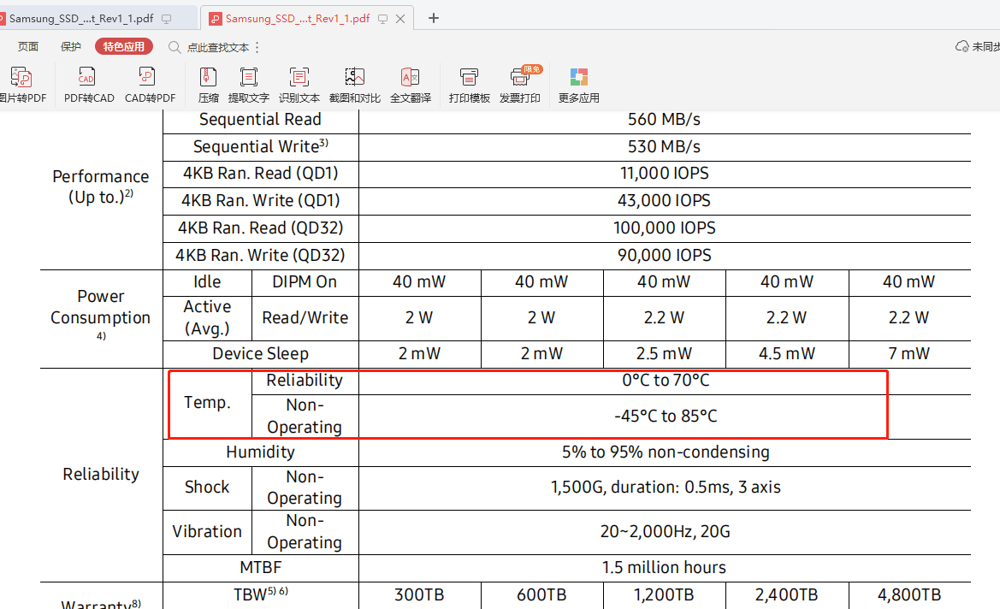 Samsung_SSD_...t_Rev1_1.pdf
Samsung_SSD_...t_Rev1_1.pdf
页面 保护 特色应用 点此查找文本 未同步
图片转PDF PDF转CAD CAD转PDF 压缩 提取文字 识别文本 截图和对比 全文翻译 打印模板 发票打印 限免 更多应用
Sequential Read 560 MB/s
Sequential Write3) 530 MB/s
Performance
(Up to.)2)
4KB Ran. Read (QD1) 11,000 IOPS
4KB Ran. Write (QD1) 43,000 IOPS
4KB Ran. Read (QD32) 100,000 IOPS
4KB Ran. Write (QD32) 90,000 IOPS
Power
Consumption
4)
Idle DIPM On 40 mW 40 mW 40 mW 40 mW 40 mW
Active
(Avg.)
Read/Write 2 W 2 W 2.2 W 2.2 W 2.2 W
Device Sleep 2 mW 2 mW 2.5 mW 4.5 mW 7 mW
Reliability
Temp.
Reliability 0°C to 70°C
Non-
Operating
-45°C to 85°C
Humidity 5% to 95% non-condensing
Shock
Non-
Operating
1,500G, duration: 0.5ms, 3 axis
Vibration
Non-
Operating
20~2,000Hz, 20G
MTBF 1.5 million hours
Warranty8)
TBW5) 6) 300TB 600TB 1,200TB 2,400TB 4,800TB